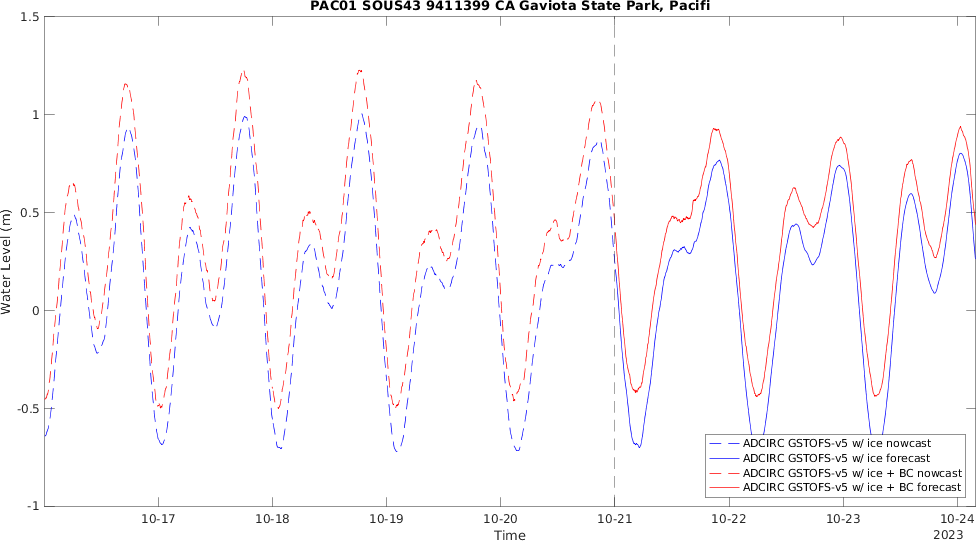 PAC01 SOUS43 9411399 CA Gaviota State Park, Pacifi
1.5
1
0.5
0
-0.5
-1
Water Level (m)
10-17 10-18 10-19 10-20 10-21 10-22 10-23 10-24
2023
Time
ADCIRC GSTOFS-v5 w/ ice nowcast
ADCIRC GSTOFS-v5 w/ ice forecast
ADCIRC GSTOFS-v5 w/ ice + BC nowcast
ADCIRC GSTOFS-v5 w/ ice + BC forecast